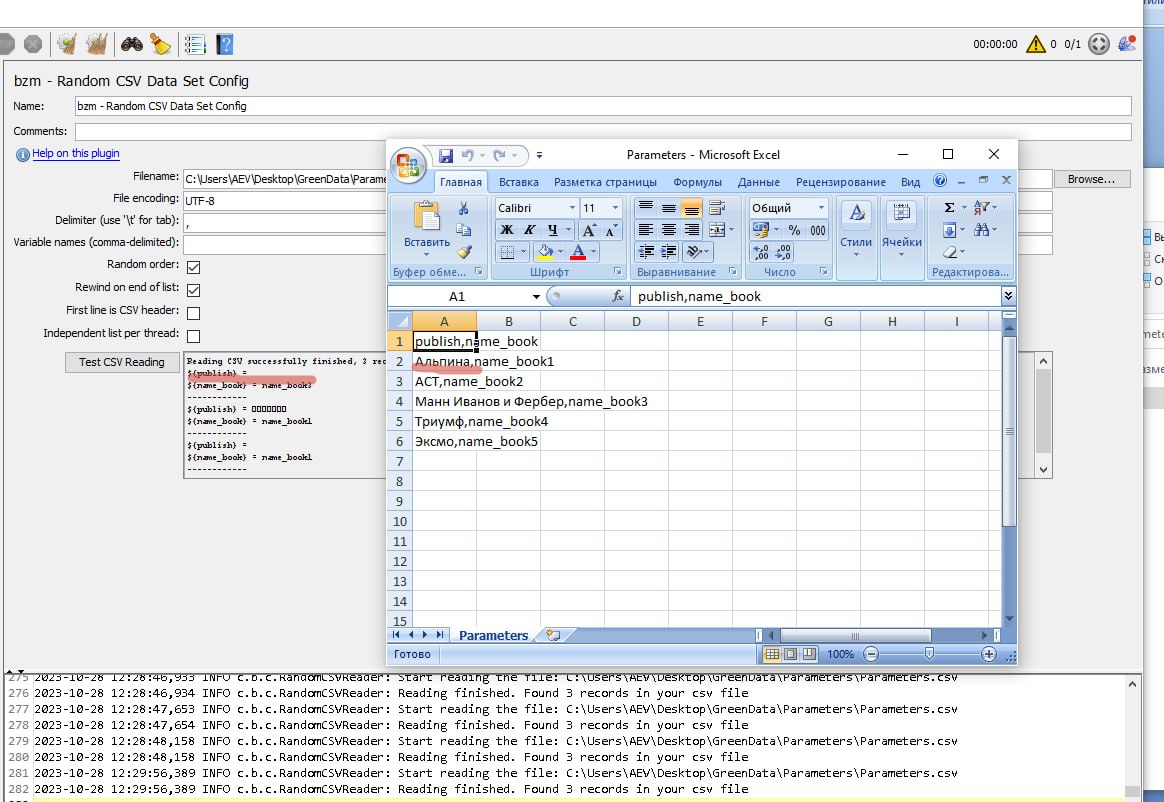 00:00:00 0 0/1
bzm - Random CSV Data Set Config
Name: bzm - Random CSV Data Set Config
Comments:
Help on this plugin
Filename: C:\Users\AEV\Desktop\GreenData\Parame
Browse...
File encoding: UTF-8
Delimiter (use '\t' for tab): ,
Variable names (comma-delimited):
Random order:
Rewind on end of list:
First line is CSV header:
Independent list per thread:
Test CSV Reading
Reading CSV successfully finished, 3 rec
${publish} =
${name_book} = name_book3
------------
${publish} = 0000000
${name_book} = name_book1
------------
${publish} =
${name_book} = name_book1
------------
Parameters - Microsoft Excel
Главная Вставка Разметка страницы Формулы Данные Рецензирование Вид
Вставить
Calibri 11
Ж К Ч
Общий
% 000
Стили
Ячейки
Буфер обме... Шрифт Выравнивание Число Редактирова...
A1 fx publish,name_book
A B C D E F G H I
1 publish,name_book
2 Альпина,name_book1
3 АСТ,name_book2
4 Манн Иванов и Фербер,name_book3
5 Триумф,name_book4
6 Эксмо,name_book5
7
8
9
10
11
12
13
14
15
Parameters
Готово 100%
275 2023-10-28 12:28:46,933 INFO c.b.c.RandomCSVReader: Start reading the file: C:\Users\AEV\Desktop\GreenData\Parameters\Parameters.csv
276 2023-10-28 12:28:46,934 INFO c.b.c.RandomCSVReader: Reading finished. Found 3 records in your csv file
277 2023-10-28 12:28:47,653 INFO c.b.c.RandomCSVReader: Start reading the file: C:\Users\AEV\Desktop\GreenData\Parameters\Parameters.csv
278 2023-10-28 12:28:47,654 INFO c.b.c.RandomCSVReader: Reading finished. Found 3 records in your csv file
279 2023-10-28 12:28:48,158 INFO c.b.c.RandomCSVReader: Start reading the file: C:\Users\AEV\Desktop\GreenData\Parameters\Parameters.csv
280 2023-10-28 12:28:48,158 INFO c.b.c.RandomCSVReader: Reading finished. Found 3 records in your csv file
281 2023-10-28 12:29:56,389 INFO c.b.c.RandomCSVReader: Start reading the file: C:\Users\AEV\Desktop\GreenData\Parameters\Parameters.csv
282 2023-10-28 12:29:56,389 INFO c.b.c.RandomCSVReader: Reading finished. Found 3 records in your csv file